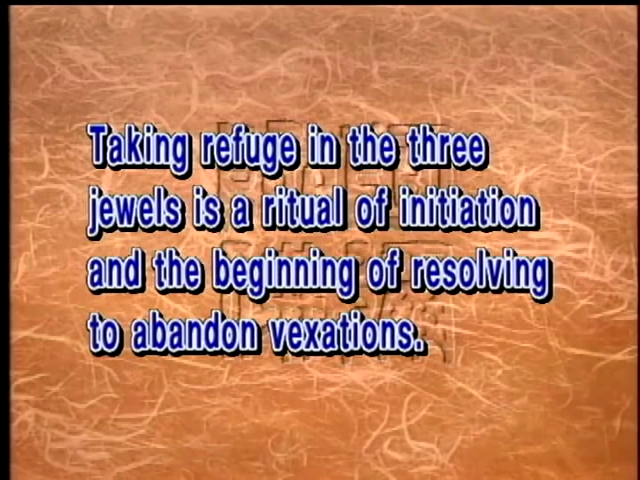 Taking refuge in the three
jewels is a ritual of initiation
and the beginning of resolving
to abandon vexations.